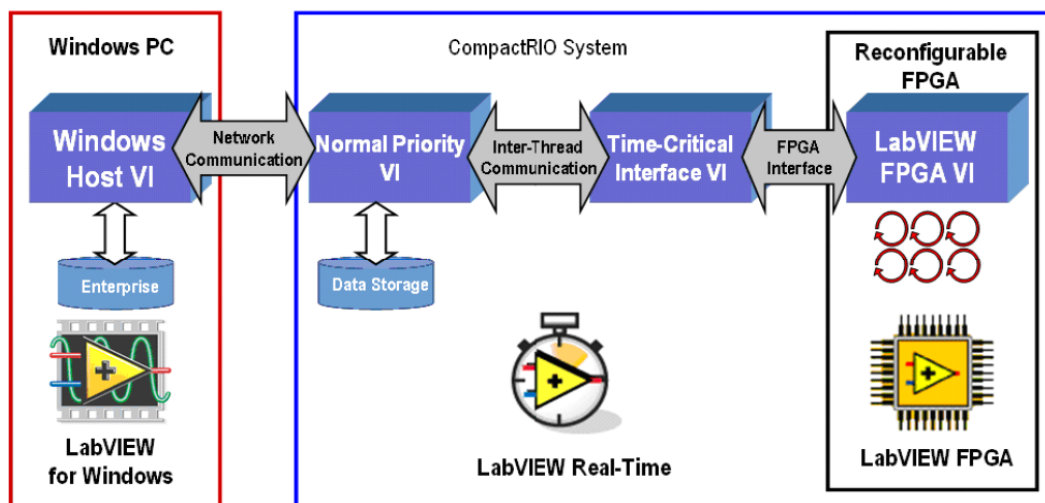 Windows PC
CompactRIO System
Reconfigurable
FPGA
Windows
Host VI
Network
Communication
Normal Priority
VI
Inter-Thread
Communication
Time-Critical
Interface VI
FPGA
Interface
LabVIEW
FPGA VI
Enterprise
Data Storage
LabVIEW
for Windows
LabVIEW Real-Time
LabVIEW FPGA